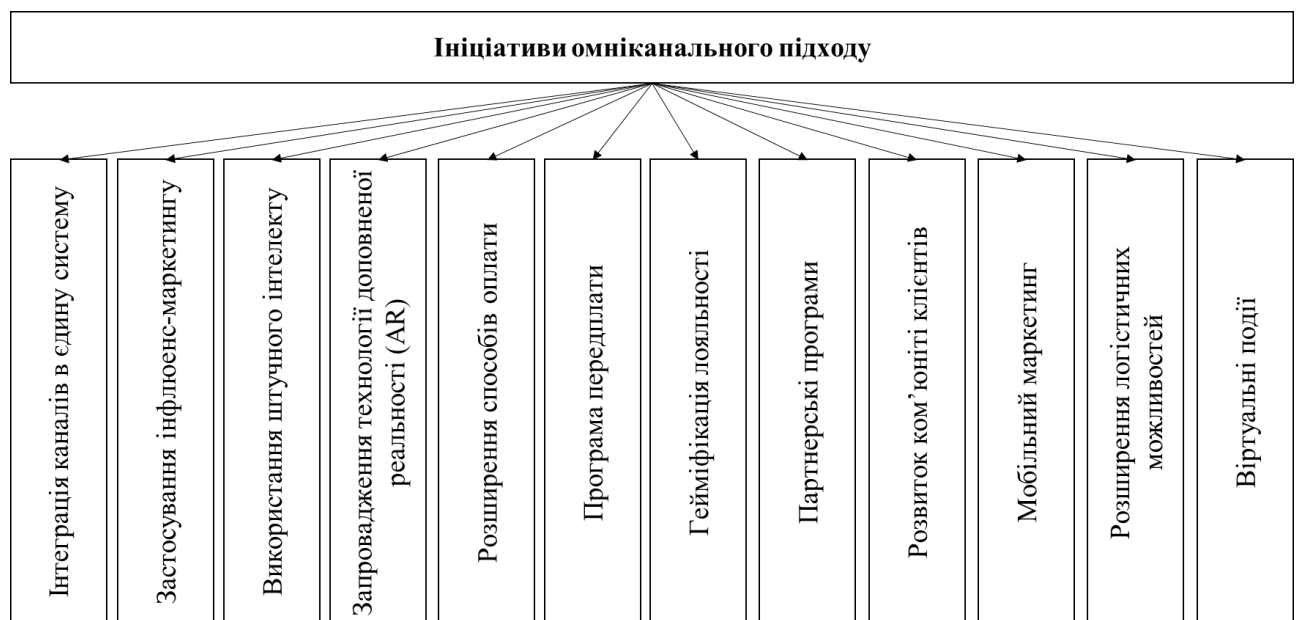 Ініціативи омніканального підходу
Інтеграція каналів в єдину систему
Застосування інфлюенс-маркетингу
Використання штучного інтелекту
Запровадження технології доповненої
реальності (AR)
Розширення способів оплати
Програма передплати
Гейміфікація лояльності
Партнерські програми
Розвиток ком’юніті клієнтів
Мобільний маркетинг
Розширення логістичних
можливостей
Віртуальні події